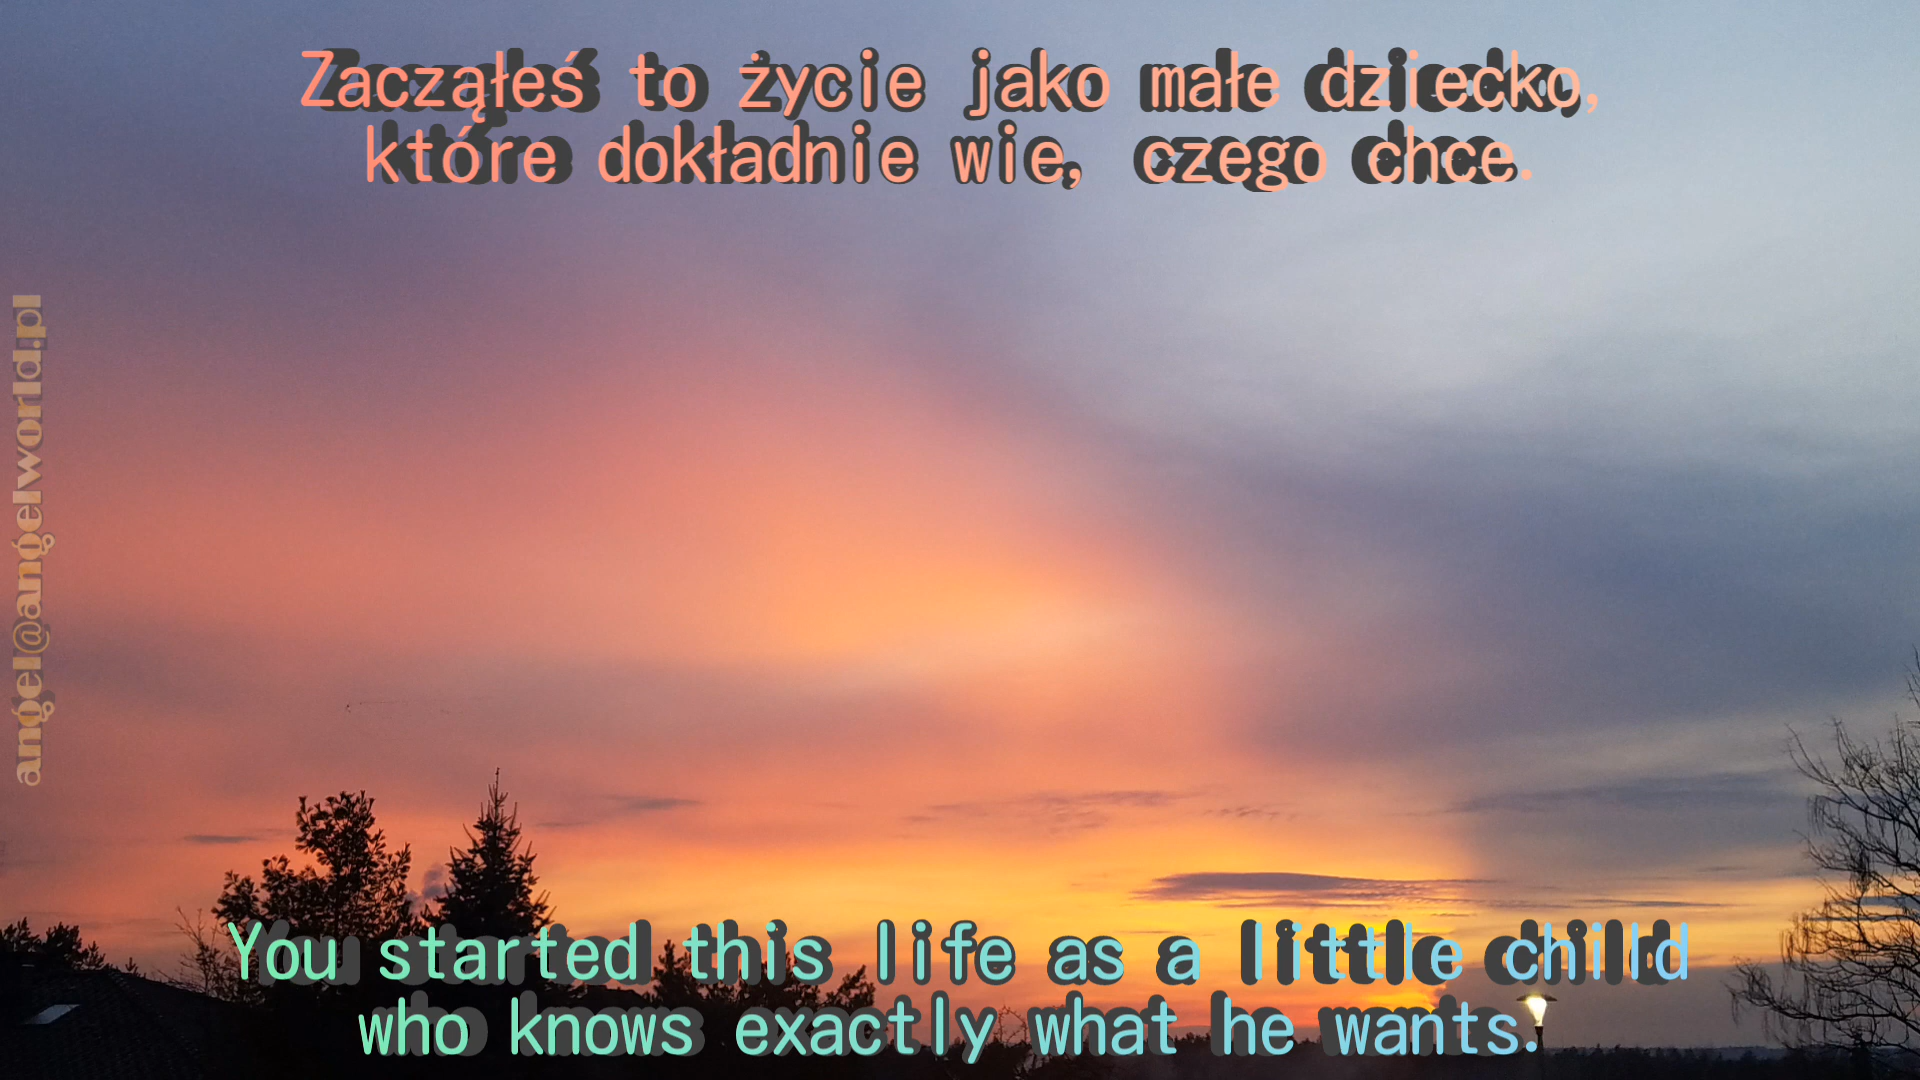 Zacząłeś to życie jako małe dziecko,
które dokładnie wie, czego chce.
angel@angelworld.pl
You started this life as a little child
who knows exactly what he wants.